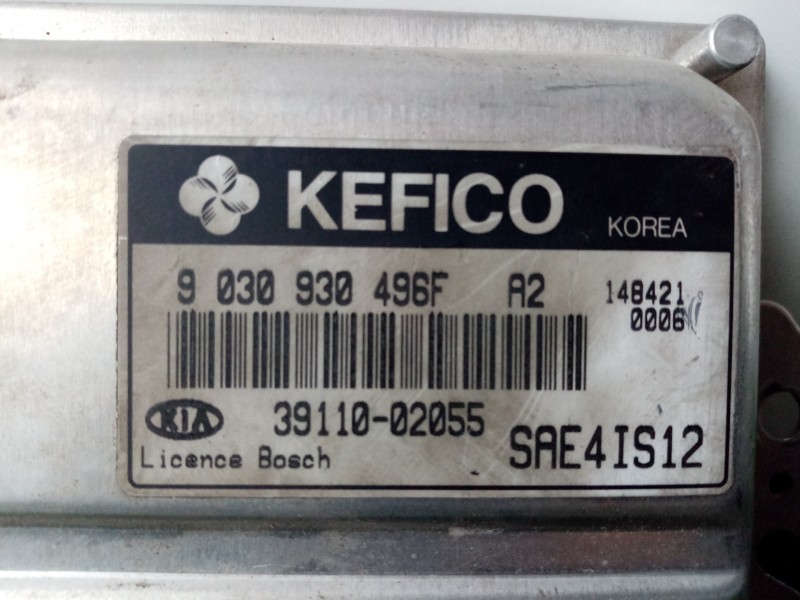 KEFICO KOREA
9 030 930 496F A2 148421
0006
KIA 39110-02055
Licence Bosch SAE4IS12